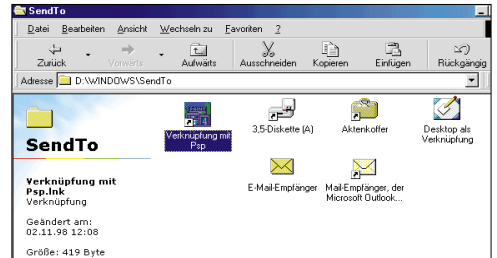 SendTo
Datei Bearbeiten Ansicht Wechseln zu Favoriten ?
Zurück Vorwärts Aufwärts Ausschneiden Kopieren Einfügen Rückgängig
Adresse D:\WINDOWS\SendTo
SendTo
Verknüpfung mit
Psp.lnk
Verknüpfung
Geändert am:
02.11.98 12:08
Größe: 419 Byte
Verknüpfung mit
Psp
3,5-Diskette (A)
Aktenkoffer
Desktop als
Verknüpfung
E-Mail-Empfänger
Mail-Empfänger, der
Microsoft Outlook...